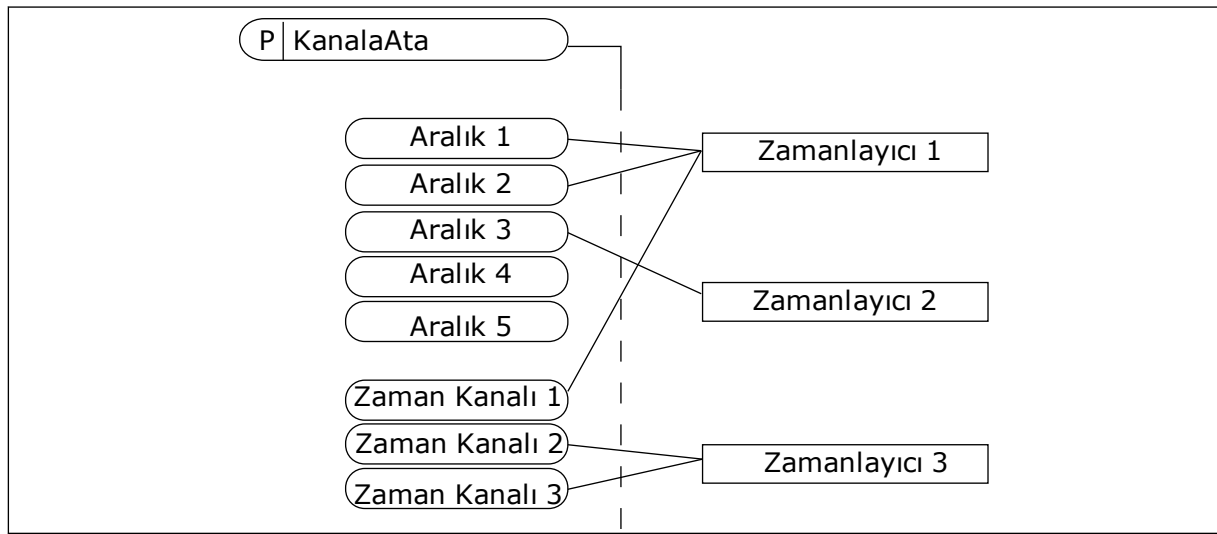 P KanalaAta
Aralık 1
Aralık 2
Aralık 3
Aralık 4
Aralık 5
Zaman Kanalı 1
Zaman Kanalı 2
Zaman Kanalı 3
Zamanlayıcı 1
Zamanlayıcı 2
Zamanlayıcı 3